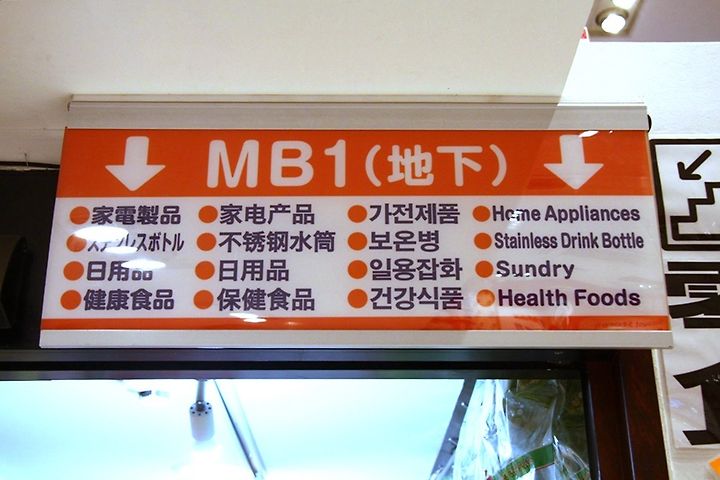 MB1(地下)
家電製品 家电产品 가전제품 Home Appliances
ステンレスボトル 不锈钢水筒 보온병 Stainless Drink Bottle
日用品 日用品 일용잡화 Sundry
健康食品 保健食品 건강식품 Health Foods